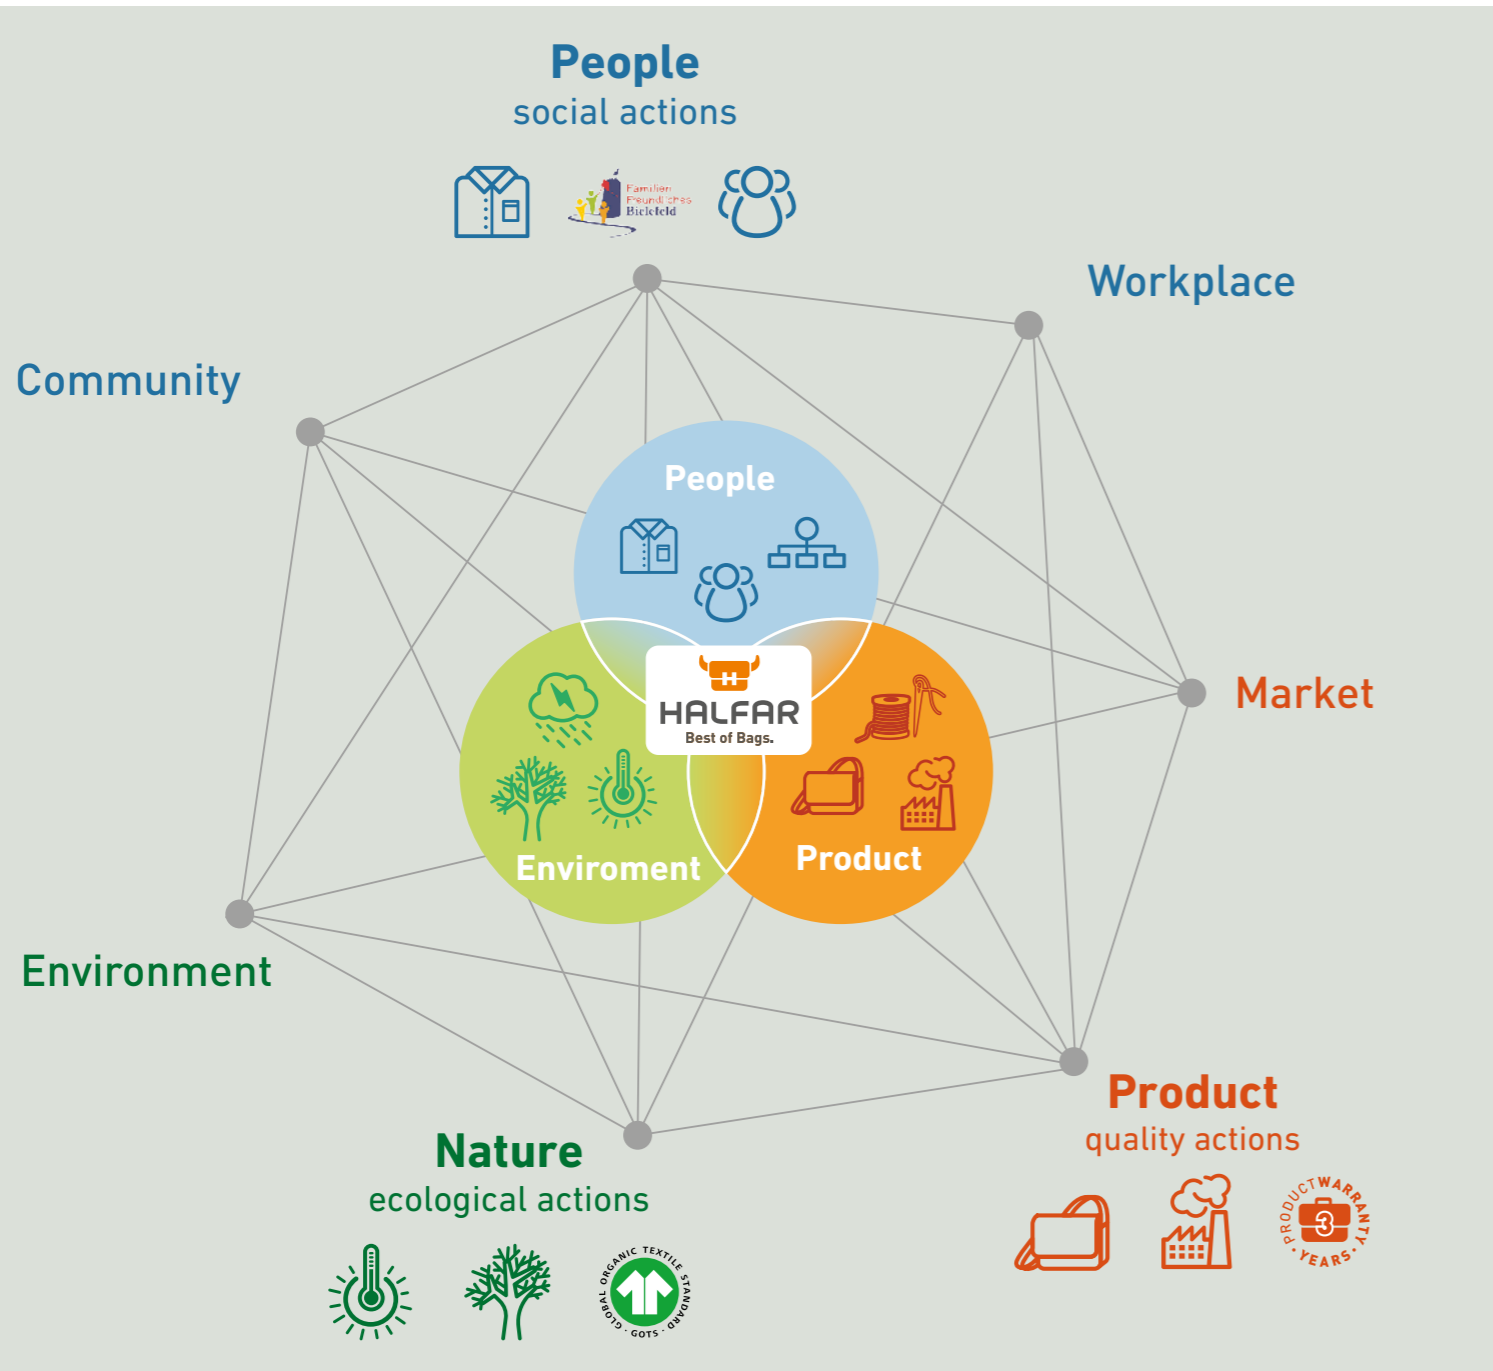 People
social actions
Familien
Freundliches
Bielefeld
Workplace
Community
People
HALFAR
Best of Bags.
Market
Enviroment
Product
Environment
Product
quality actions
Nature
ecological actions
PRODUCT WARRANTY
3
· YEARS ·
GLOBAL ORGANIC TEXTILE STANDARD
· GOTS ·